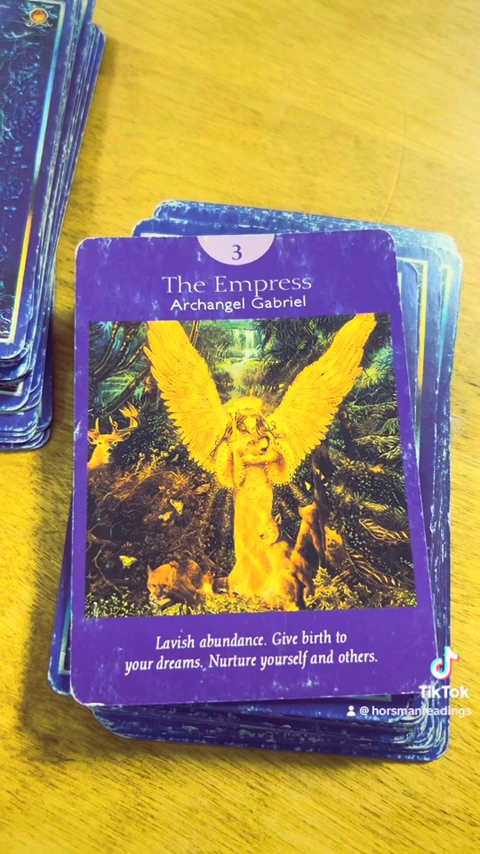 3
The Empress
Archangel Gabriel
Lavish abundance. Give birth to
your dreams. Nurture yourself and others.
TikTok
@horsmanreadings